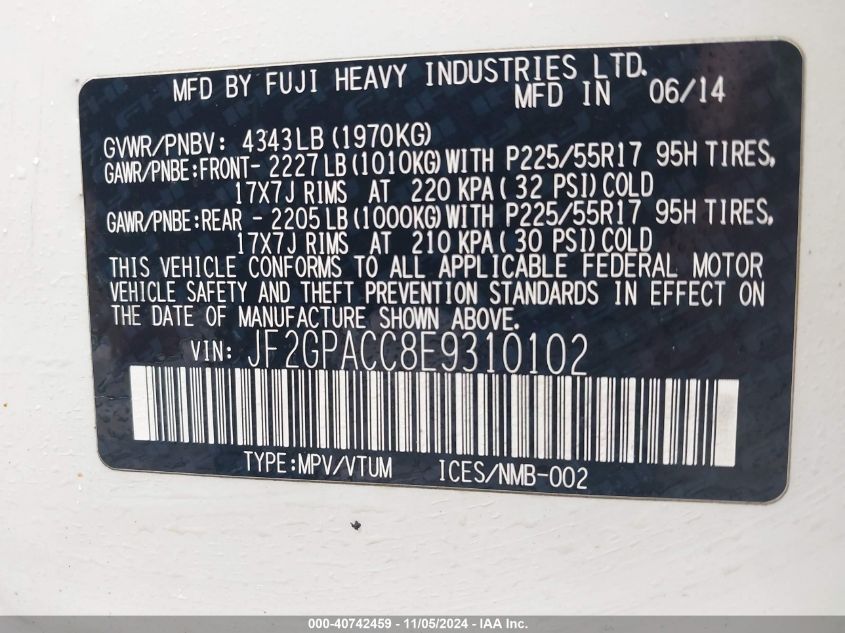 MFD BY FUJI HEAVY INDUSTRIES LTD.
MFD IN 06/14
GVWR/PNBV: 4343LB (1970KG)
GAWR/PNBE:FRONT- 2227LB (1010KG) WITH P225/55R17 95H TIRES,
17X7J RIMS AT 220 KPA ( 32 PSI) COLD
GAWR/PNBE:REAR - 2205LB (1000KG) WITH P225/55R17 95H TIRES,
17X7J RIMS AT 210 KPA ( 30 PSI) COLD
THIS VEHICLE CONFORMS TO ALL APPLICABLE FEDERAL MOTOR
VEHICLE SAFETY AND THEFT PREVENTION STANDARDS IN EFFECT ON
THE DATE OF MANUFACTURE SHOWN ABOVE.
VIN: JF2GPACC8E9310102
TYPE:MPV/VTUM ICES/NMB-002
000-40742459 - 11/05/2024 - IAA Inc.